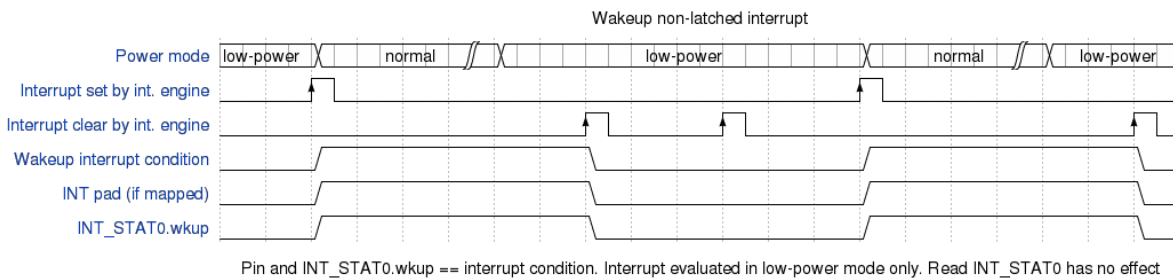 Wakeup non-latched interrupt
Power mode low-power normal low-power normal low-power
Interrupt set by int. engine
Interrupt clear by int. engine
Wakeup interrupt condition
INT pad (if mapped)
INT_STAT0.wkup
Pin and INT_STAT0.wkup == interrupt condition. Interrupt evaluated in low-power mode only. Read INT_STAT0 has no effect